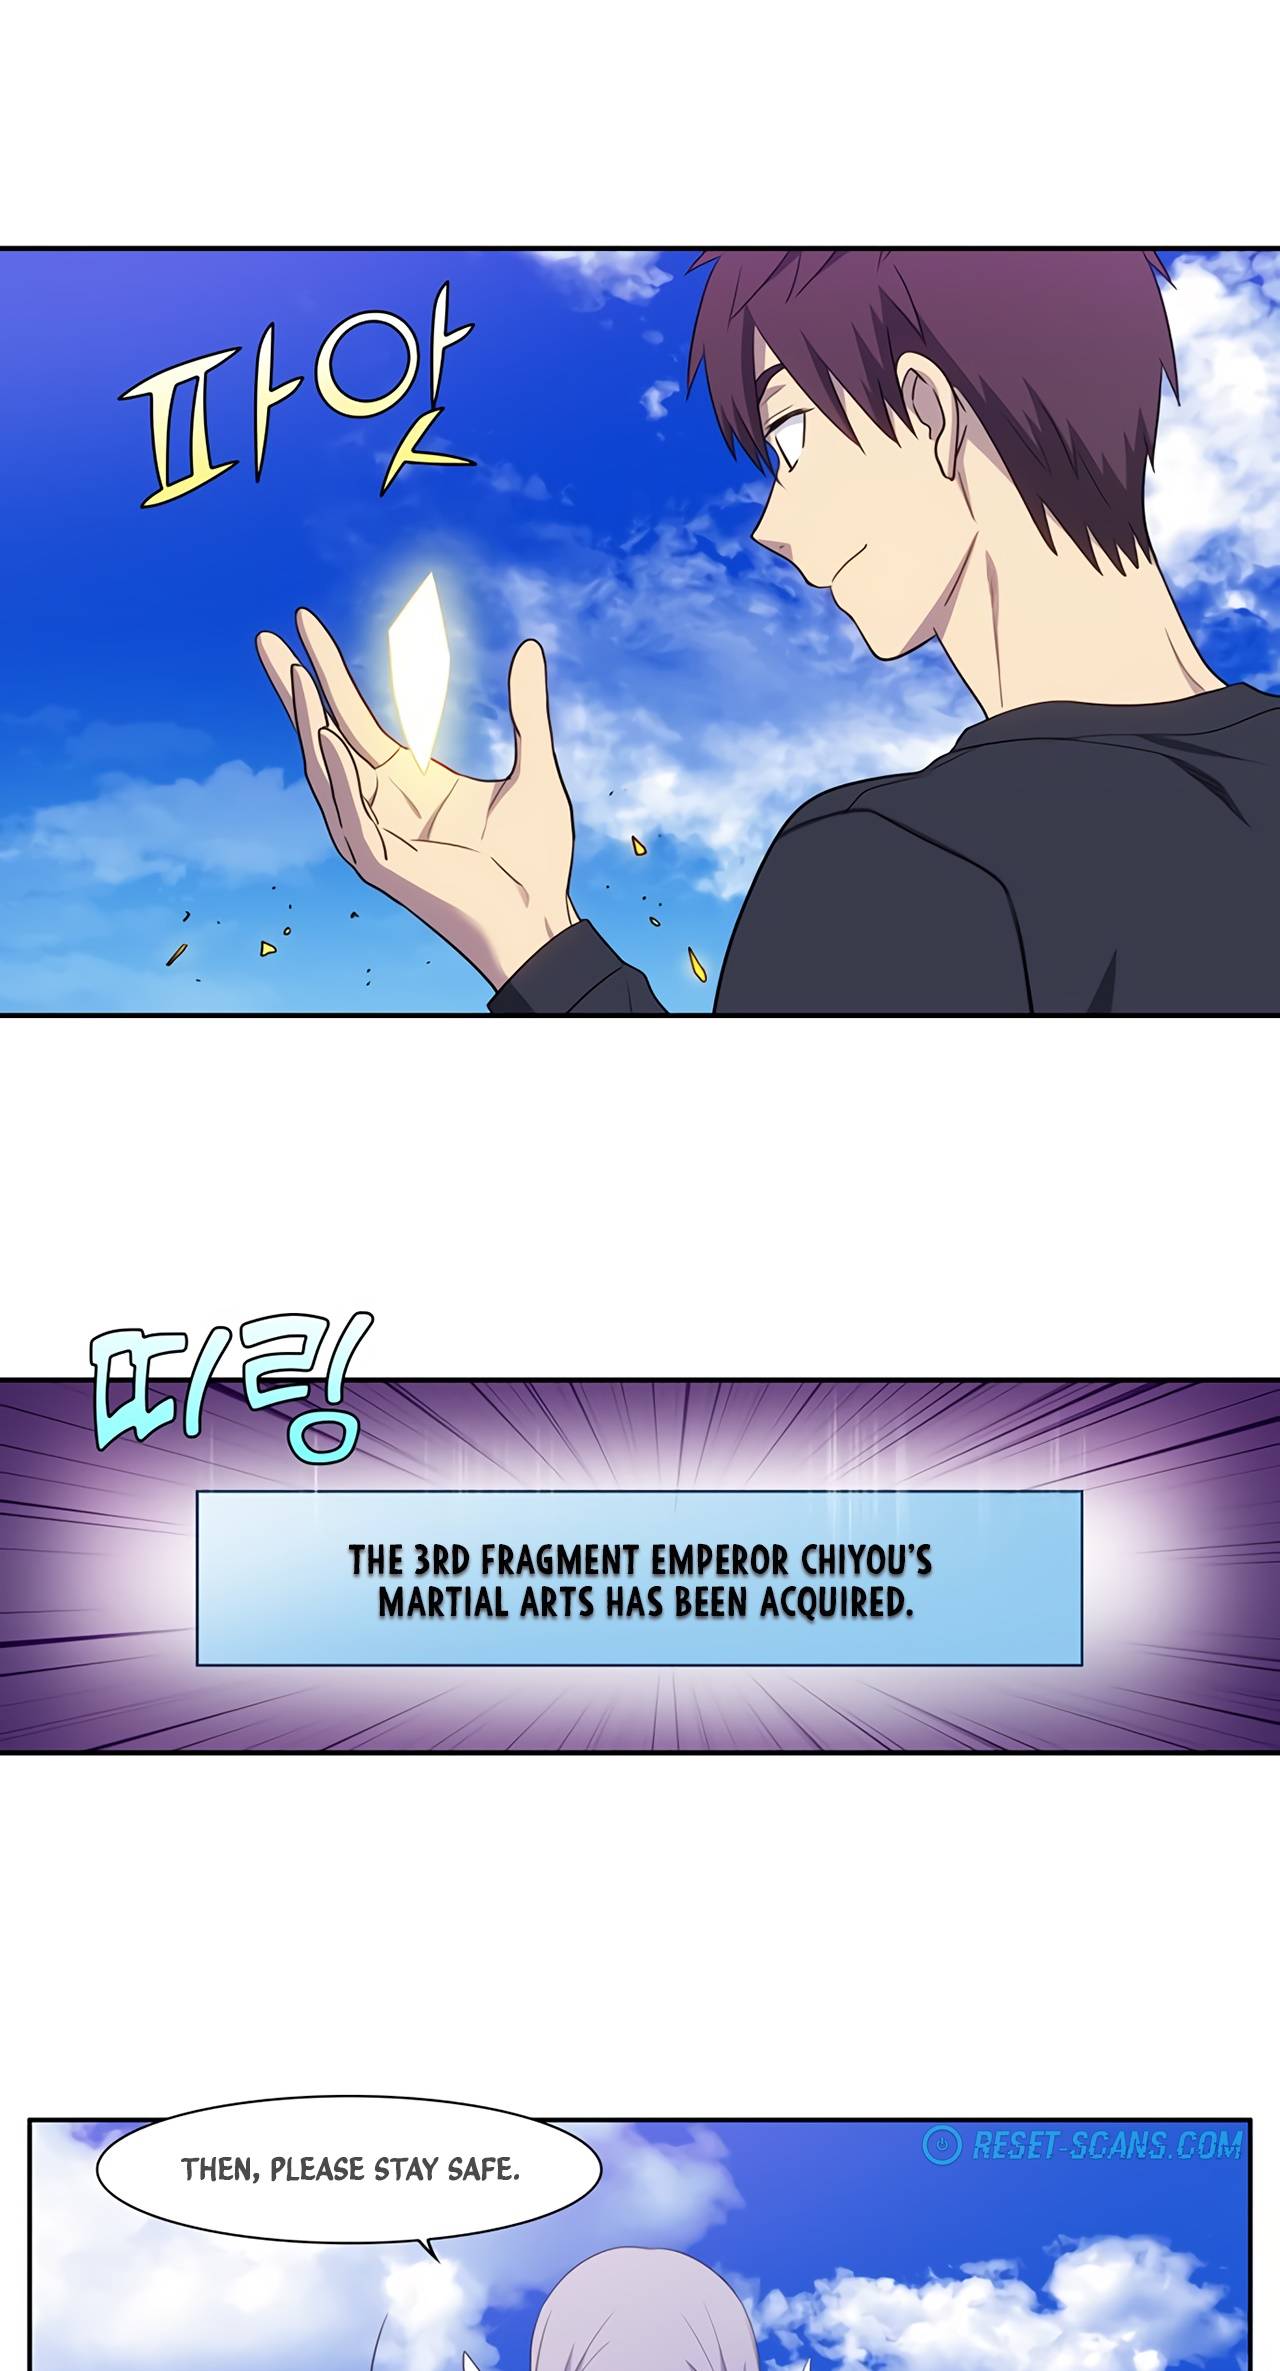 파앗
띠링
THE 3RD FRAGMENT EMPEROR CHIYOU'S
MARTIAL ARTS HAS BEEN ACQUIRED.
RESET-SCANS.COM
THEN, PLEASE STAY SAFE.